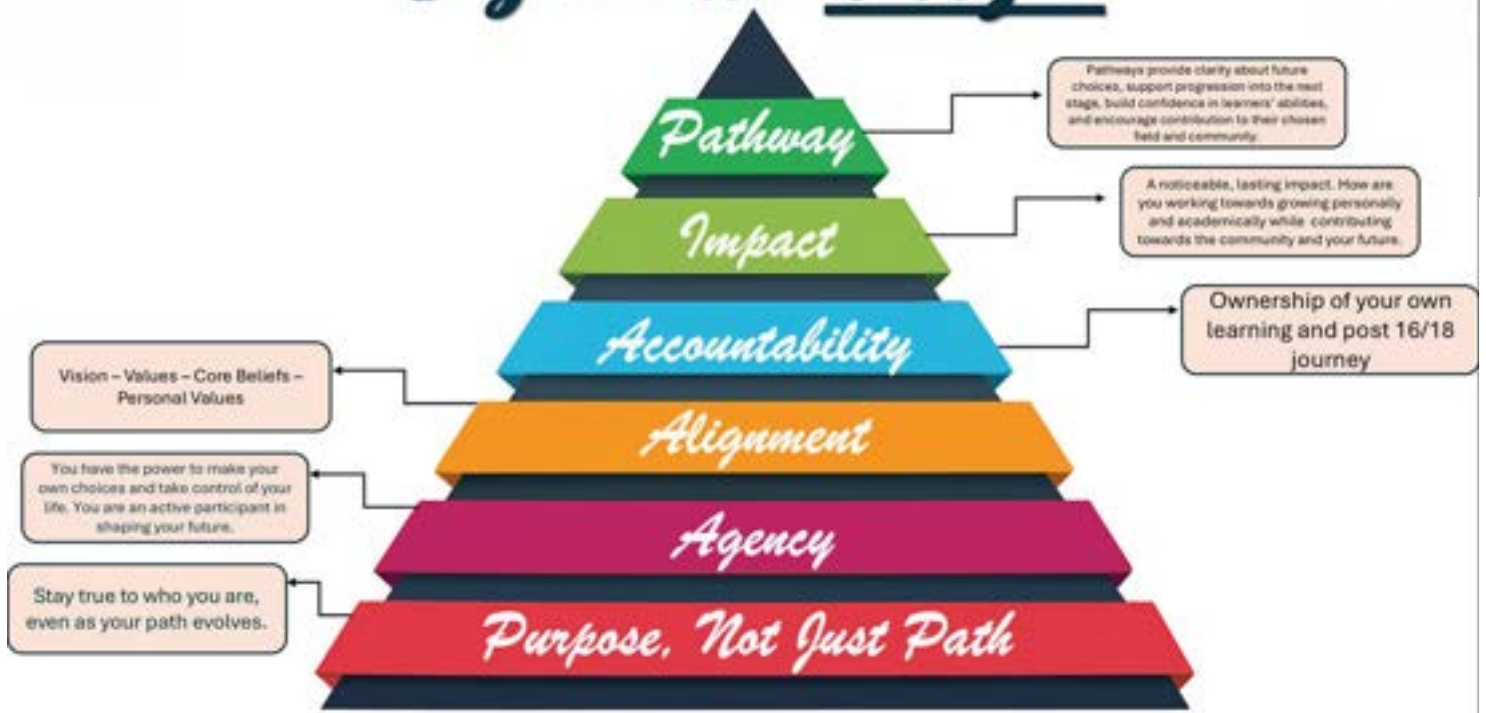 Pathway
Pathways provide clarity about future
choices, support progression into the next
stage, build confidence in learners' abilities,
and encourage contribution to their chosen
field and community.
Impact
A noticeable, lasting impact. How are
you working towards growing personally
and academically while contributing
towards the community and your future.
Accountability
Ownership of your own
learning and post 16/18
journey
Vision – Values – Core Beliefs –
Personal Values
Alignment
You have the power to make your
own choices and take control of your
life. You are an active participant in
shaping your future.
Agency
Stay true to who you are,
even as your path evolves.
Purpose, Not Just Path